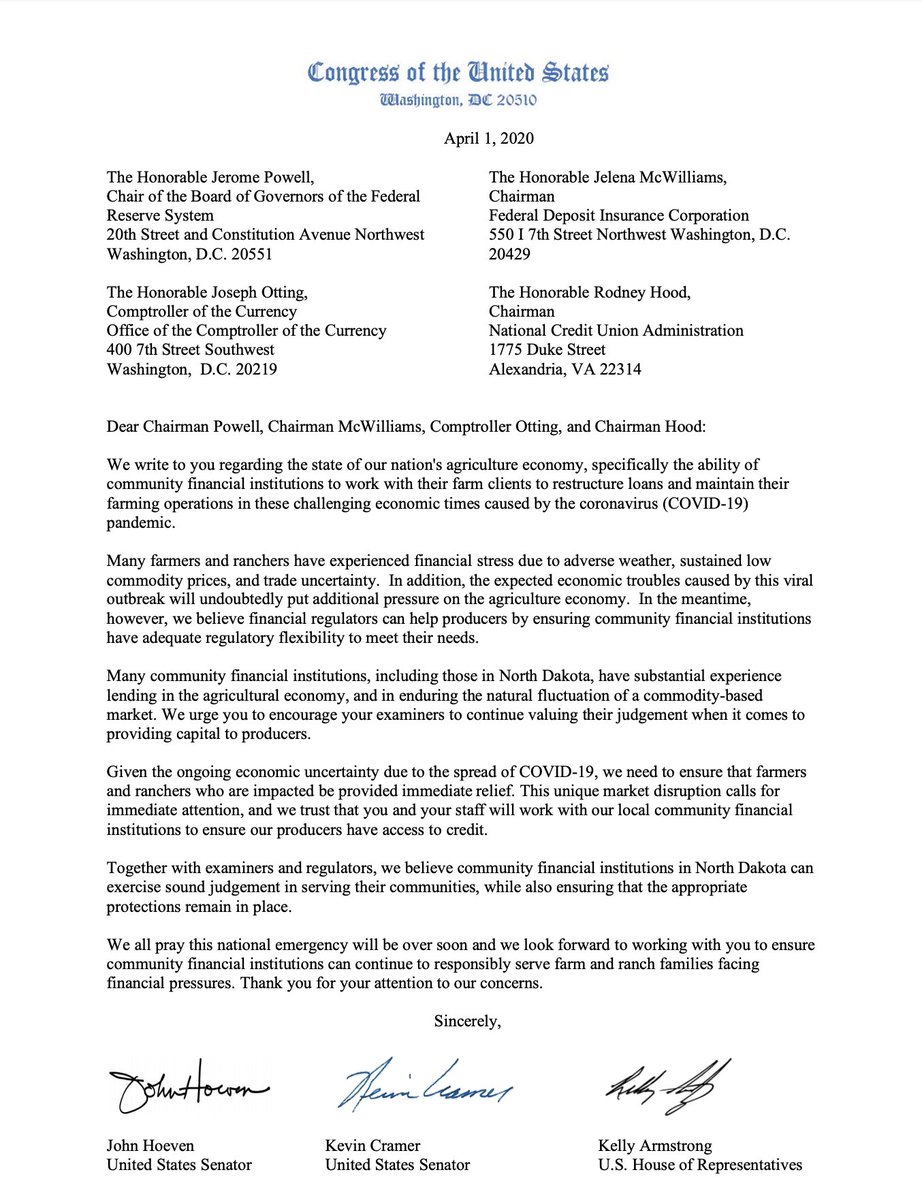 Congress of the United States
Washington, DC 20510
April 1, 2020
The Honorable Jerome Powell,
Chair of the Board of Governors of the Federal
Reserve System
20th Street and Constitution Avenue Northwest
Washington, D.C. 20551
The Honorable Jelena McWilliams,
Chairman
Federal Deposit Insurance Corporation
550 I 7th Street Northwest Washington, D.C.
20429
The Honorable Joseph Otting,
Comptroller of the Currency
Office of the Comptroller of the Currency
400 7th Street Southwest
Washington,  D.C. 20219
The Honorable Rodney Hood,
Chairman
National Credit Union Administration
1775 Duke Street
Alexandria, VA 22314
Dear Chairman Powell, Chairman McWilliams, Comptroller Otting, and Chairman Hood:
We write to you regarding the state of our nation's agriculture economy, specifically the ability of
community financial institutions to work with their farm clients to restructure loans and maintain their
farming operations in these challenging economic times caused by the coronavirus (COVID-19)
pandemic.
Many farmers and ranchers have experienced financial stress due to adverse weather, sustained low
commodity prices, and trade uncertainty.  In addition, the expected economic troubles caused by this viral
outbreak will undoubtedly put additional pressure on the agriculture economy.  In the meantime,
however, we believe financial regulators can help producers by ensuring community financial institutions
have adequate regulatory flexibility to meet their needs.
Many community financial institutions, including those in North Dakota, have substantial experience
lending in the agricultural economy, and in enduring the natural fluctuation of a commodity-based
market. We urge you to encourage your examiners to continue valuing their judgement when it comes to
providing capital to producers.
Given the ongoing economic uncertainty due to the spread of COVID-19, we need to ensure that farmers
and ranchers who are impacted be provided immediate relief. This unique market disruption calls for
immediate attention, and we trust that you and your staff will work with our local community financial
institutions to ensure our producers have access to credit.
Together with examiners and regulators, we believe community financial institutions in North Dakota can
exercise sound judgement in serving their communities, while also ensuring that the appropriate
protections remain in place.
We all pray this national emergency will be over soon and we look forward to working with you to ensure
community financial institutions can continue to responsibly serve farm and ranch families facing
financial pressures. Thank you for your attention to our concerns.
Sincerely,
John Hoeven
Kevin Cramer
Kelly
John Hoeven
United States Senator
Kevin Cramer
United States Senator
Kelly Armstrong
U.S. House of Representatives